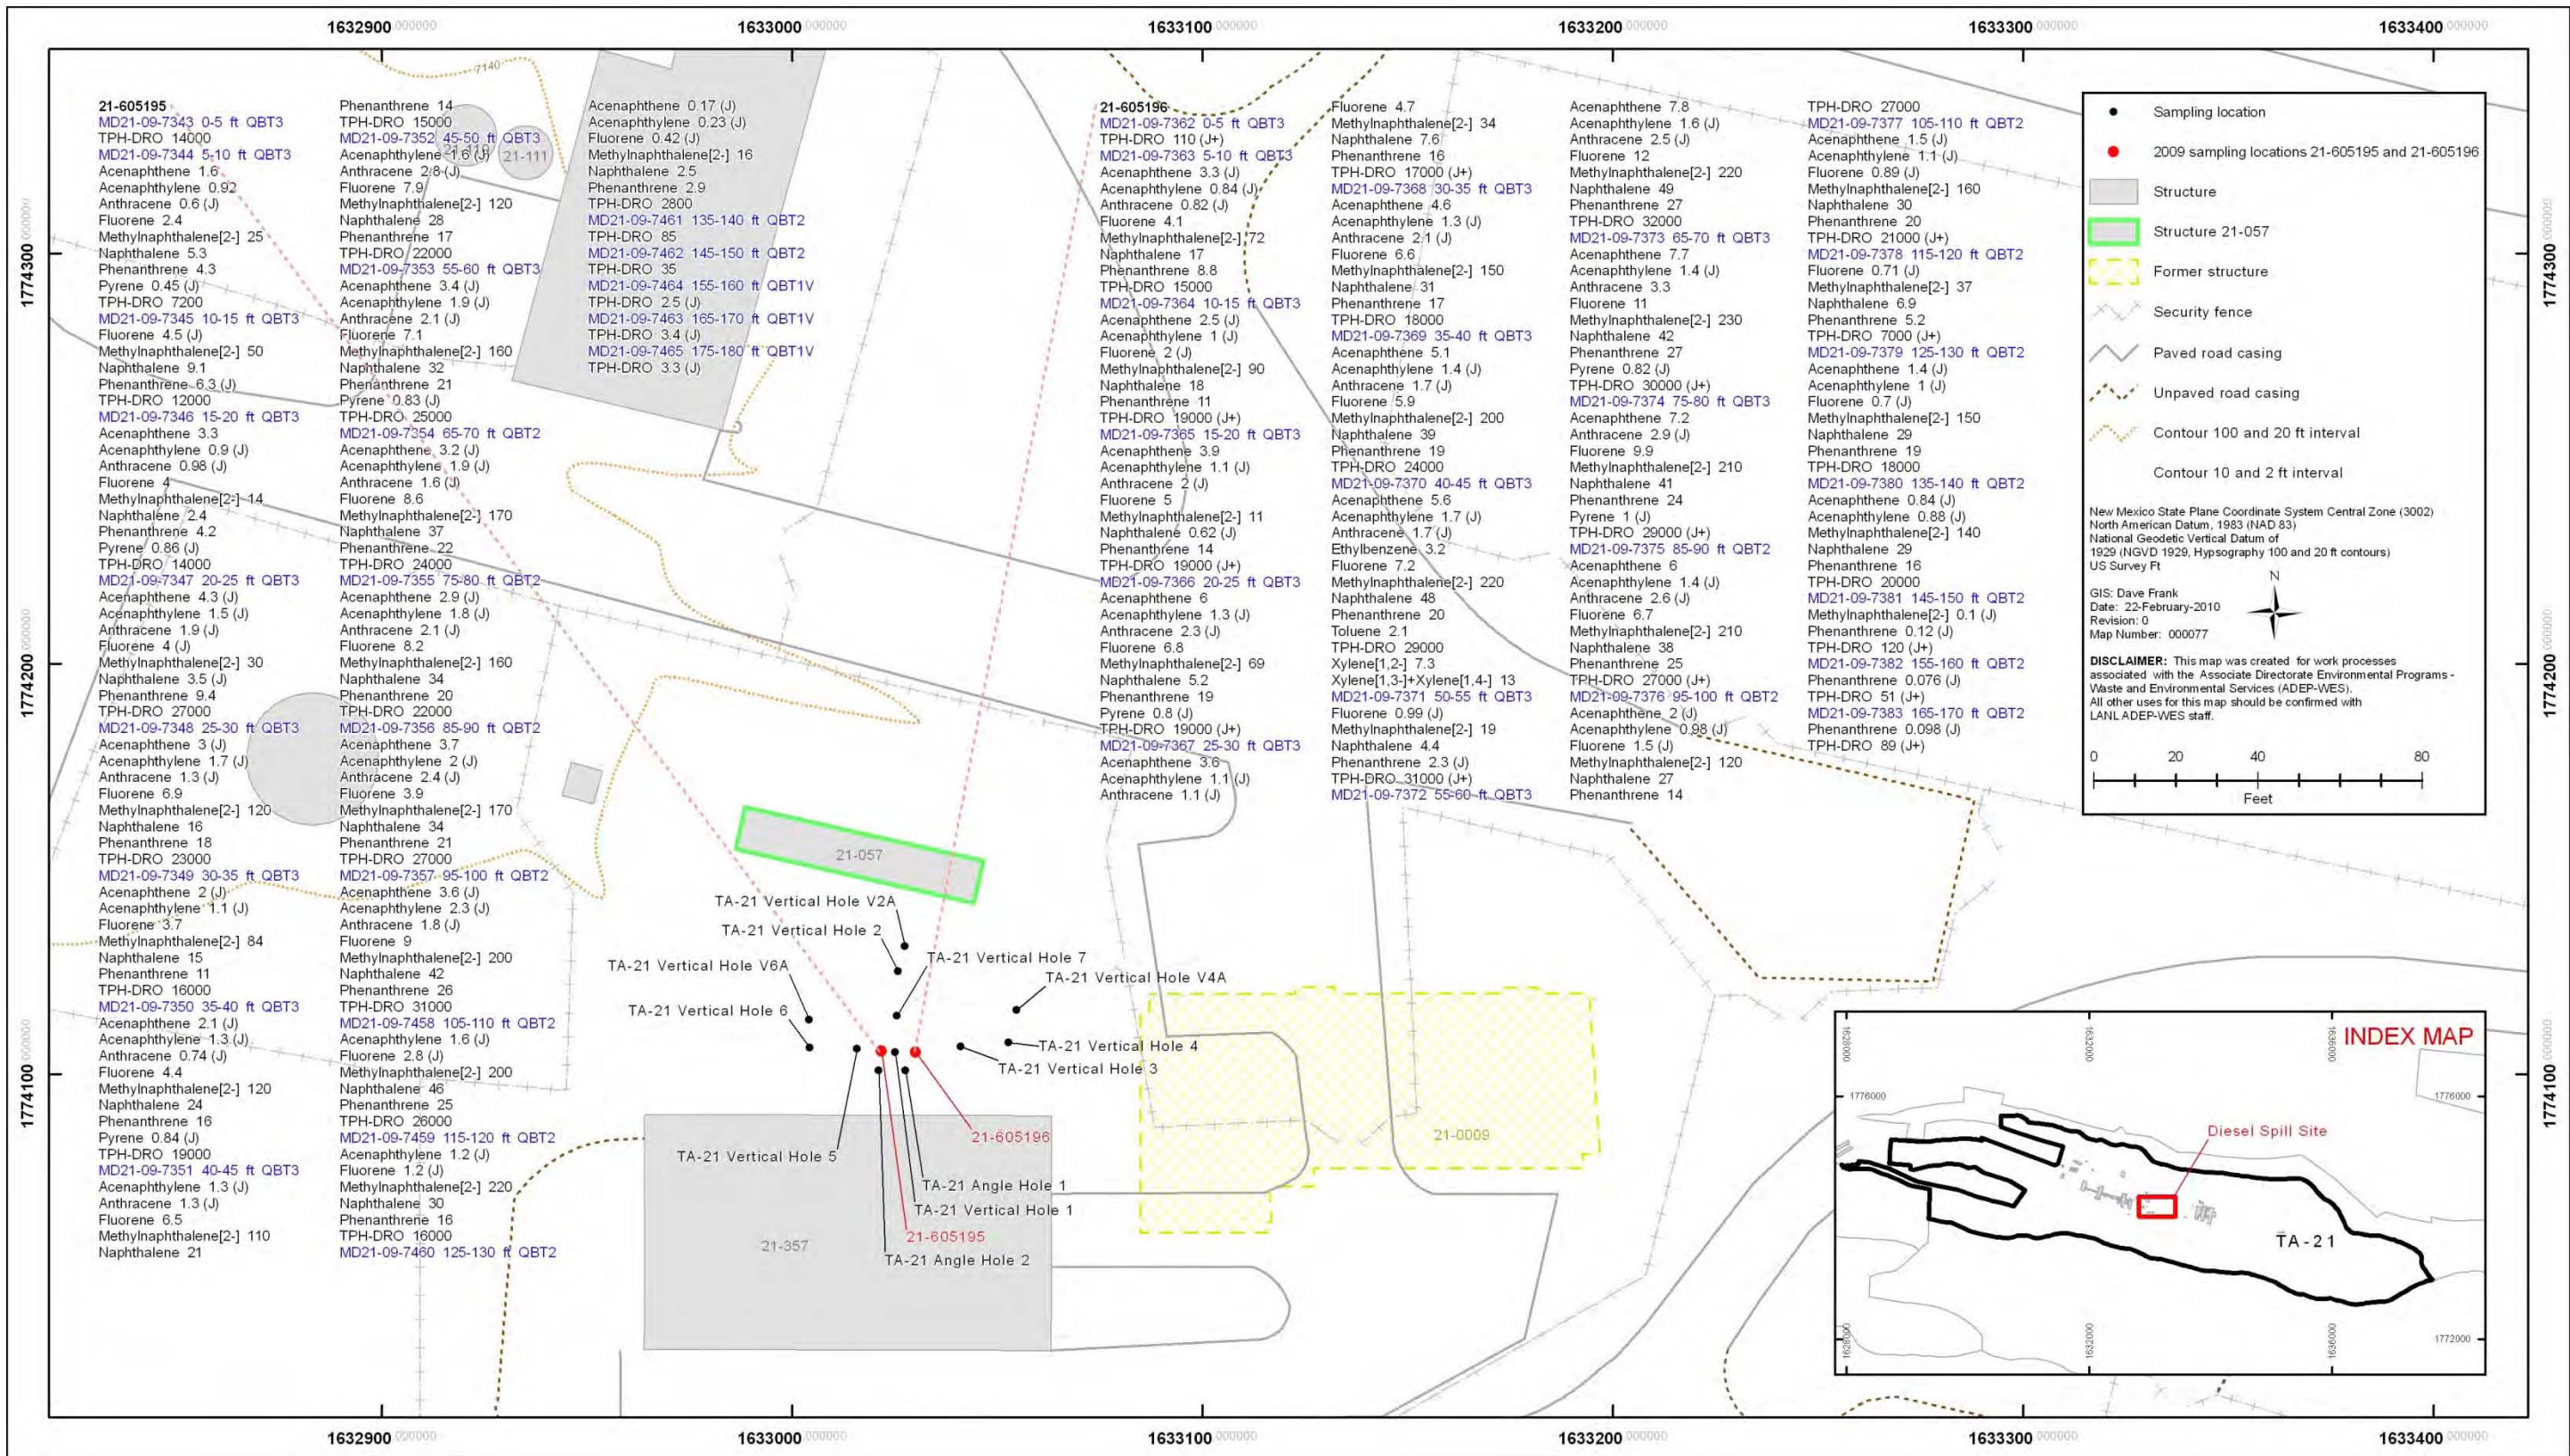 1632900.000000
1633000.000000
1633100.000000
1633200.000000
1633300.000000
1633400.000000
1774300.000000
1774200.000000
1774100.000000
7140
21-605195
MD21-09-7343 0-5 ft QBT3
TPH-DRO 14000
MD21-09-7344 5-10 ft QBT3
Acenaphthene 1.6
Acenaphthylene 0.92
Anthracene 0.6 (J)
Fluorene 2.4
Methylnaphthalene[2-] 25
Naphthalene 5.3
Phenanthrene 4.3
Pyrene 0.45 (J)
TPH-DRO 7200
MD21-09-7345 10-15 ft QBT3
Fluorene 4.5 (J)
Methylnaphthalene[2-] 50
Naphthalene 9.1
Phenanthrene 6.3 (J)
TPH-DRO 12000
MD21-09-7346 15-20 ft QBT3
Acenaphthene 3.3
Acenaphthylene 0.9 (J)
Anthracene 0.98 (J)
Fluorene 4
Methylnaphthalene[2-] 14
Naphthalene 2.4
Phenanthrene 4.2
Pyrene 0.86 (J)
TPH-DRO 14000
MD21-09-7347 20-25 ft QBT3
Acenaphthene 4.3 (J)
Acenaphthylene 1.5 (J)
Anthracene 1.9 (J)
Fluorene 4 (J)
Methylnaphthalene[2-] 30
Naphthalene 3.5 (J)
Phenanthrene 9.4
TPH-DRO 27000
MD21-09-7348 25-30 ft QBT3
Acenaphthene 3 (J)
Acenaphthylene 1.7 (J)
Anthracene 1.3 (J)
Fluorene 6.9
Methylnaphthalene[2-] 120
Naphthalene 16
Phenanthrene 18
TPH-DRO 23000
MD21-09-7349 30-35 ft QBT3
Acenaphthene 2 (J)
Acenaphthylene 1.1 (J)
Fluorene 3.7
Methylnaphthalene[2-] 84
Naphthalene 15
Phenanthrene 11
TPH-DRO 16000
MD21-09-7350 35-40 ft QBT3
Acenaphthene 2.1 (J)
Acenaphthylene 1.3 (J)
Anthracene 0.74 (J)
Fluorene 4.4
Methylnaphthalene[2-] 120
Naphthalene 24
Phenanthrene 16
Pyrene 0.84 (J)
TPH-DRO 19000
MD21-09-7351 40-45 ft QBT3
Acenaphthylene 1.3 (J)
Anthracene 1.3 (J)
Fluorene 6.5
Methylnaphthalene[2-] 110
Naphthalene 21
Phenanthrene 14
TPH-DRO 15000
MD21-09-7352 45-50 ft QBT3
Acenaphthylene 1.6 (J)
Anthracene 2.8 (J)
Fluorene 7.9
Methylnaphthalene[2-] 120
Naphthalene 28
Phenanthrene 17
TPH-DRO 22000
MD21-09-7353 55-60 ft QBT3
Acenaphthene 3.4 (J)
Acenaphthylene 1.9 (J)
Anthracene 2.1 (J)
Fluorene 7.1
Methylnaphthalene[2-] 160
Naphthalene 32
Phenanthrene 21
Pyrene 0.83 (J)
TPH-DRO 25000
MD21-09-7354 65-70 ft QBT2
Acenaphthene 3.2 (J)
Acenaphthylene 1.9 (J)
Anthracene 1.6 (J)
Fluorene 8.6
Methylnaphthalene[2-] 170
Naphthalene 37
Phenanthrene 22
TPH-DRO 24000
MD21-09-7355 75-80 ft QBT2
Acenaphthene 2.9 (J)
Acenaphthylene 1.8 (J)
Anthracene 2.1 (J)
Fluorene 8.2
Methylnaphthalene[2-] 160
Naphthalene 34
Phenanthrene 20
TPH-DRO 22000
MD21-09-7356 85-90 ft QBT2
Acenaphthene 3.7
Acenaphthylene 2 (J)
Anthracene 2.4 (J)
Fluorene 3.9
Methylnaphthalene[2-] 170
Naphthalene 34
Phenanthrene 21
TPH-DRO 27000
MD21-09-7357 95-100 ft QBT2
Acenaphthene 3.6 (J)
Acenaphthylene 2.3 (J)
Anthracene 1.8 (J)
Fluorene 9
Methylnaphthalene[2-] 200
Naphthalene 42
Phenanthrene 26
TPH-DRO 31000
MD21-09-7458 105-110 ft QBT2
Acenaphthylene 1.6 (J)
Fluorene 2.8 (J)
Methylnaphthalene[2-] 200
Naphthalene 46
Phenanthrene 25
TPH-DRO 26000
MD21-09-7459 115-120 ft QBT2
Acenaphthylene 1.2 (J)
Fluorene 1.2 (J)
Methylnaphthalene[2-] 220
Naphthalene 30
Phenanthrene 16
TPH-DRO 16000
MD21-09-7460 125-130 ft QBT2
Acenaphthene 0.17 (J)
Acenaphthylene 0.23 (J)
Fluorene 0.42 (J)
Methylnaphthalene[2-] 16
Naphthalene 2.5
Phenanthrene 2.9
TPH-DRO 2800
MD21-09-7461 135-140 ft QBT2
TPH-DRO 85
MD21-09-7462 145-150 ft QBT2
TPH-DRO 35
MD21-09-7464 155-160 ft QBT1V
TPH-DRO 2.5 (J)
MD21-09-7463 165-170 ft QBT1V
TPH-DRO 3.4 (J)
MD21-09-7465 175-180 ft QBT1V
TPH-DRO 3.3 (J)
21-110
21-111
21-605196
MD21-09-7362 0-5 ft QBT3
TPH-DRO 110 (J+)
MD21-09-7363 5-10 ft QBT3
Acenaphthene 3.3 (J)
Acenaphthylene 0.84 (J)
Anthracene 0.82 (J)
Fluorene 4.1
Methylnaphthalene[2-] 72
Naphthalene 17
Phenanthrene 8.8
TPH-DRO 15000
MD21-09-7364 10-15 ft QBT3
Acenaphthene 2.5 (J)
Acenaphthylene 1 (J)
Fluorene 2 (J)
Methylnaphthalene[2-] 90
Naphthalene 18
Phenanthrene 11
TPH-DRO 19000 (J+)
MD21-09-7365 15-20 ft QBT3
Acenaphthene 3.9
Acenaphthylene 1.1 (J)
Anthracene 2 (J)
Fluorene 5
Methylnaphthalene[2-] 11
Naphthalene 0.62 (J)
Phenanthrene 14
TPH-DRO 19000 (J+)
MD21-09-7366 20-25 ft QBT3
Acenaphthene 6
Acenaphthylene 1.3 (J)
Anthracene 2.3 (J)
Fluorene 6.8
Methylnaphthalene[2-] 69
Naphthalene 5.2
Phenanthrene 19
Pyrene 0.8 (J)
TPH-DRO 19000 (J+)
MD21-09-7367 25-30 ft QBT3
Acenaphthene 3.6
Acenaphthylene 1.1 (J)
Anthracene 1.1 (J)
Fluorene 4.7
Methylnaphthalene[2-] 34
Naphthalene 7.6
Phenanthrene 16
TPH-DRO 17000 (J+)
MD21-09-7368 30-35 ft QBT3
Acenaphthene 4.6
Acenaphthylene 1.3 (J)
Anthracene 2.1 (J)
Fluorene 6.6
Methylnaphthalene[2-] 150
Naphthalene 31
Phenanthrene 17
TPH-DRO 18000
MD21-09-7369 35-40 ft QBT3
Acenaphthene 5.1
Acenaphthylene 1.4 (J)
Anthracene 1.7 (J)
Fluorene 5.9
Methylnaphthalene[2-] 200
Naphthalene 39
Phenanthrene 19
TPH-DRO 24000
MD21-09-7370 40-45 ft QBT3
Acenaphthene 5.6
Acenaphthylene 1.7 (J)
Anthracene 1.7 (J)
Ethylbenzene 3.2
Fluorene 7.2
Methylnaphthalene[2-] 220
Naphthalene 48
Phenanthrene 20
Toluene 2.1
TPH-DRO 29000
Xylene[1,2-] 7.3
Xylene[1,3-]+Xylene[1,4-] 13
MD21-09-7371 50-55 ft QBT3
Fluorene 0.99 (J)
Methylnaphthalene[2-] 19
Naphthalene 4.4
Phenanthrene 2.3 (J)
TPH-DRO 31000 (J+)
MD21-09-7372 55-60 ft QBT3
Acenaphthene 7.8
Acenaphthylene 1.6 (J)
Anthracene 2.5 (J)
Fluorene 12
Methylnaphthalene[2-] 220
Naphthalene 49
Phenanthrene 27
TPH-DRO 32000
MD21-09-7373 65-70 ft QBT3
Acenaphthene 7.7
Acenaphthylene 1.4 (J)
Anthracene 3.3
Fluorene 11
Methylnaphthalene[2-] 230
Naphthalene 42
Phenanthrene 27
Pyrene 0.82 (J)
TPH-DRO 30000 (J+)
MD21-09-7374 75-80 ft QBT3
Acenaphthene 7.2
Anthracene 2.9 (J)
Fluorene 9.9
Methylnaphthalene[2-] 210
Naphthalene 41
Phenanthrene 24
Pyrene 1 (J)
TPH-DRO 29000 (J+)
MD21-09-7375 85-90 ft QBT2
Acenaphthene 6
Acenaphthylene 1.4 (J)
Anthracene 2.6 (J)
Fluorene 6.7
Methylnaphthalene[2-] 210
Naphthalene 38
Phenanthrene 25
TPH-DRO 27000 (J+)
MD21-09-7376 95-100 ft QBT2
Acenaphthene 2 (J)
Acenaphthylene 0.98 (J)
Fluorene 1.5 (J)
Methylnaphthalene[2-] 120
Naphthalene 27
Phenanthrene 14
TPH-DRO 27000
MD21-09-7377 105-110 ft QBT2
Acenaphthene 1.5 (J)
Acenaphthylene 1.1 (J)
Fluorene 0.89 (J)
Methylnaphthalene[2-] 160
Naphthalene 30
Phenanthrene 20
TPH-DRO 21000 (J+)
MD21-09-7378 115-120 ft QBT2
Fluorene 0.71 (J)
Methylnaphthalene[2-] 37
Naphthalene 6.9
Phenanthrene 5.2
TPH-DRO 7000 (J+)
MD21-09-7379 125-130 ft QBT2
Acenaphthene 1.4 (J)
Acenaphthylene 1 (J)
Fluorene 0.7 (J)
Methylnaphthalene[2-] 150
Naphthalene 29
Phenanthrene 19
TPH-DRO 18000
MD21-09-7380 135-140 ft QBT2
Acenaphthene 0.84 (J)
Acenaphthylene 0.88 (J)
Methylnaphthalene[2-] 140
Naphthalene 29
Phenanthrene 16
TPH-DRO 20000
MD21-09-7381 145-150 ft QBT2
Methylnaphthalene[2-] 0.1 (J)
Phenanthrene 0.12 (J)
TPH-DRO 120 (J+)
MD21-09-7382 155-160 ft QBT2
Phenanthrene 0.076 (J)
TPH-DRO 51 (J+)
MD21-09-7383 165-170 ft QBT2
Phenanthrene 0.098 (J)
TPH-DRO 89 (J+)
Sampling location
2009 sampling locations 21-605195 and 21-605196
Structure
Structure 21-057
Former structure
Security fence
Paved road casing
Unpaved road casing
Contour 100 and 20 ft interval
Contour 10 and 2 ft interval
New Mexico State Plane Coordinate System Central Zone (3002)
North American Datum, 1983 (NAD 83)
National Geodetic Vertical Datum of
1929 (NGVD 1929, Hypsography 100 and 20 ft contours)
US Survey Ft
N
GIS: Dave Frank
Date: 22-February-2010
Revision: 0
Map Number: 000077
DISCLAIMER: This map was created for work processes
associated with the Associate Directorate Environmental Programs -
Waste and Environmental Services (ADEP-WES).
All other uses for this map should be confirmed with
LANL ADEP-WES staff.
0 20 40 60 80
Feet
1774300.000000
1774200.000000
1774100.000000
21-057
TA-21 Vertical Hole V2A
TA-21 Vertical Hole 2
TA-21 Vertical Hole 7
TA-21 Vertical Hole V6A
TA-21 Vertical Hole V4A
TA-21 Vertical Hole 6
TA-21 Vertical Hole 4
TA-21 Vertical Hole 3
21-605196
TA-21 Vertical Hole 5
TA-21 Angle Hole 1
TA-21 Vertical Hole 1
21-605195
TA-21 Angle Hole 2
21-357
21-0009
INDEX MAP
1628000
1632000
1636000
1776000
1776000
Diesel Spill Site
TA-21
1772000
1628000
1632000
1636000
1632900.000000
1633000.000000
1633100.000000
1633200.000000
1633300.000000
1633400.000000